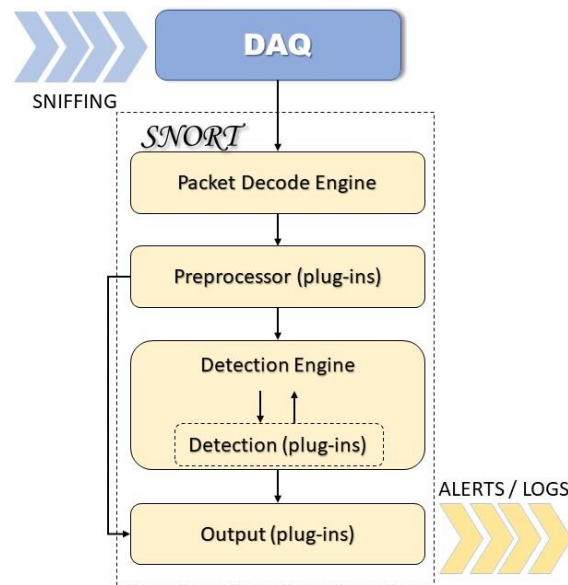 DAQ
SNIFFING
SNORT
Packet Decode Engine
Preprocessor (plug-ins)
Detection Engine
Detection (plug-ins)
ALERTS / LOGS
Output (plug-ins)